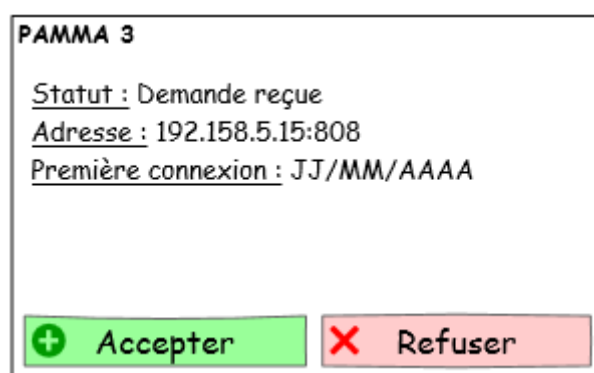 PAMMA 3
Statut : Demande reçue
Adresse : 192.158.5.15:808
Première connexion : JJ/MM/AAAA
Accepter
Refuser